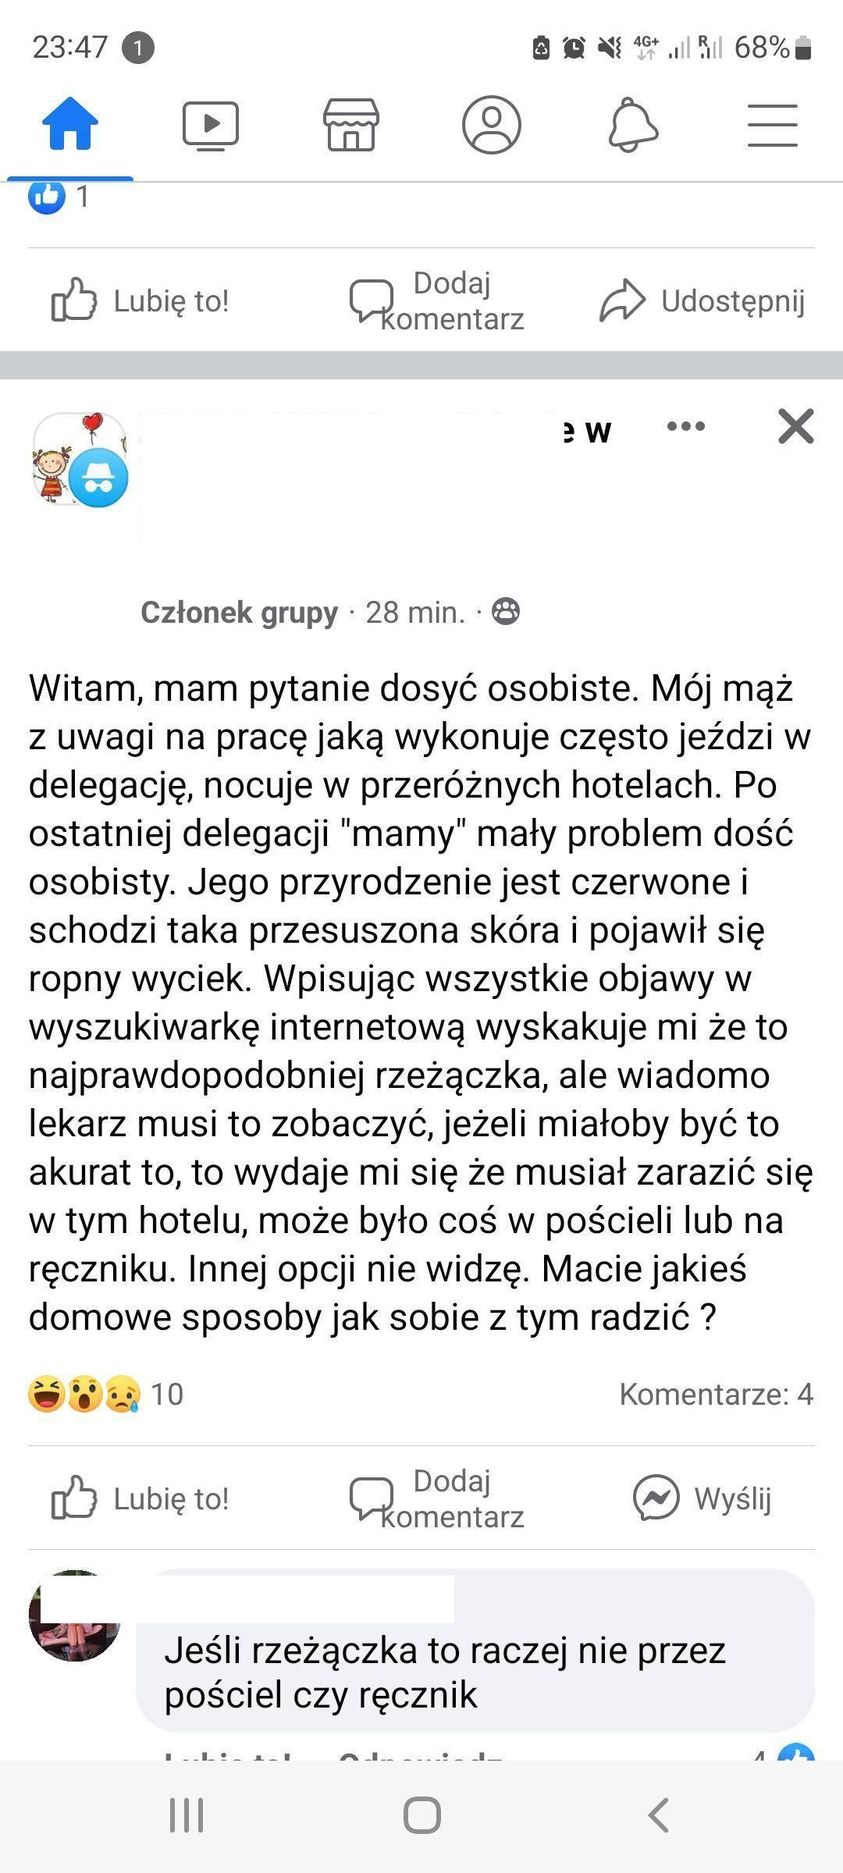 23:47 1 4G+ R 68%
1
Lubię to!
Dodaj
komentarz
Udostępnij
e w
Członek grupy · 28 min. ·
Witam, mam pytanie dosyć osobiste. Mój mąż
z uwagi na pracę jaką wykonuje często jeździ w
delegację, nocuje w przeróżnych hotelach. Po
ostatniej delegacji "mamy" mały problem dość
osobisty. Jego przyrodzenie jest czerwone i
schodzi taka przesuszona skóra i pojawił się
ropny wyciek. Wpisując wszystkie objawy w
wyszukiwarkę internetową wyskakuje mi że to
najprawdopodobniej rzeżączka, ale wiadomo
lekarz musi to zobaczyć, jeżeli miałoby być to
akurat to, to wydaje mi się że musiał zarazić się
w tym hotelu, może było coś w pościeli lub na
ręczniku. Innej opcji nie widzę. Macie jakieś
domowe sposoby jak sobie z tym radzić ?
10 Komentarze: 4
Lubię to!
Dodaj
komentarz
Wyślij
Jeśli rzeżączka to raczej nie przez
pościel czy ręcznik
Lubię to! Odpowiedz 4